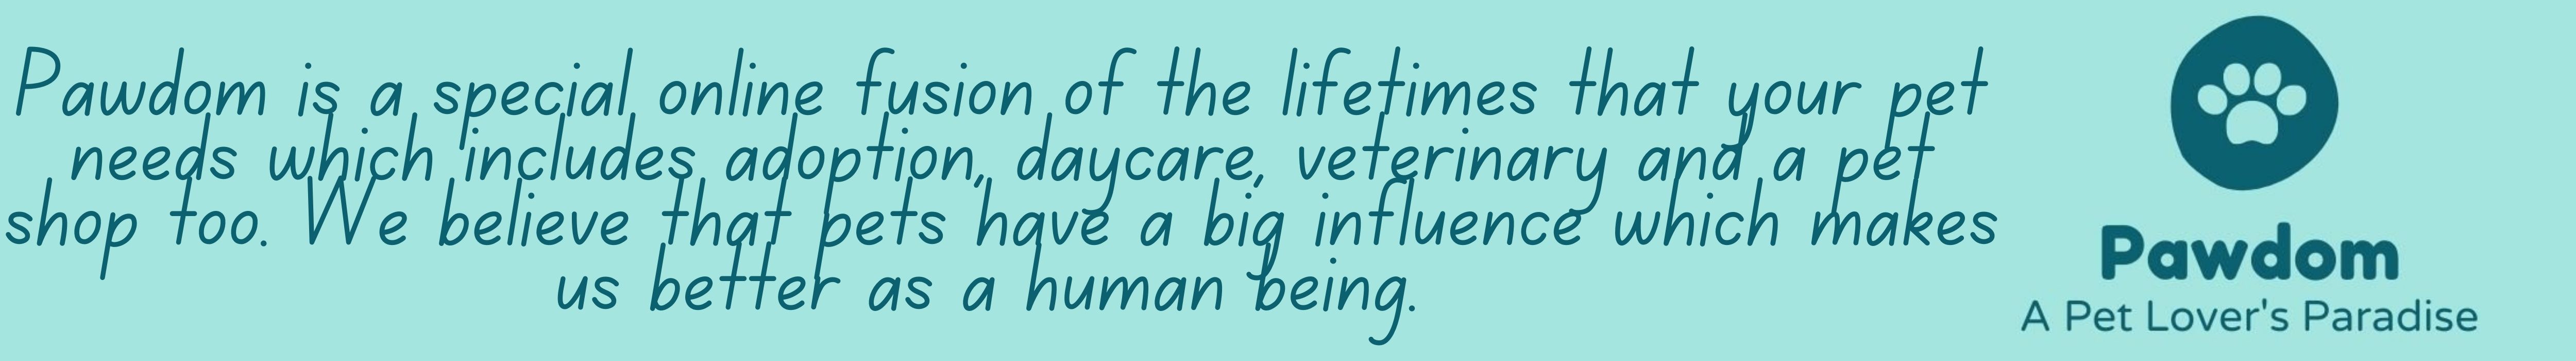 Pawdom is a special online fusion of the lifetimes that your pet
needs which includes adoption, daycare, veterinary and a pet
shop too. We believe that pets have a big influence which makes
us better as a human being.
Pawdom
A Pet Lover's Paradise